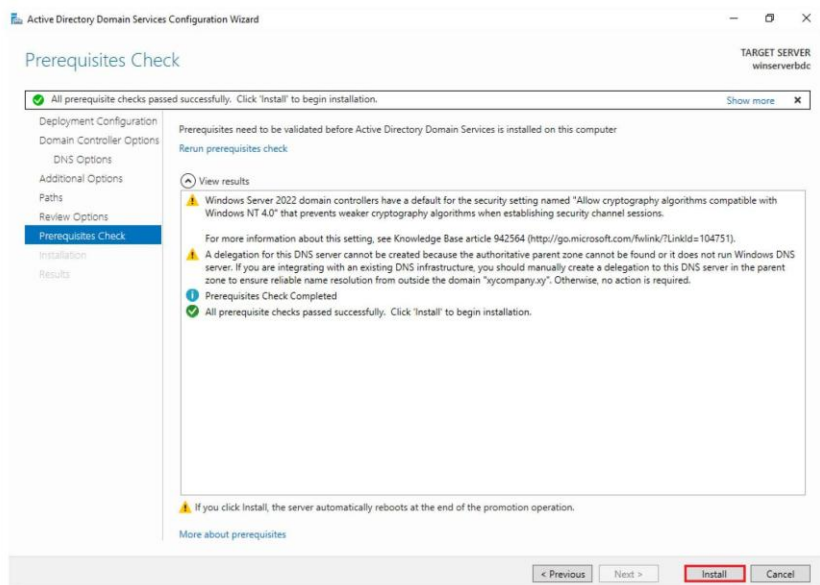 Active Directory Domain Services Configuration Wizard
Prerequisites Check
TARGET SERVER
winserverbdc
All prerequisite checks passed successfully. Click 'Install' to begin installation.
Show more
Deployment Configuration
Domain Controller Options
DNS Options
Additional Options
Paths
Review Options
Prerequisites Check
Installation
Results
Prerequisites need to be validated before Active Directory Domain Services is installed on this computer
Rerun prerequisites check
View results
Windows Server 2022 domain controllers have a default for the security setting named "Allow cryptography algorithms compatible with
Windows NT 4.0" that prevents weaker cryptography algorithms when establishing security channel sessions.
For more information about this setting, see Knowledge Base article 942564 (http://go.microsoft.com/fwlink/?LinkId=104751).
A delegation for this DNS server cannot be created because the authoritative parent zone cannot be found or it does not run Windows DNS
server. If you are integrating with an existing DNS infrastructure, you should manually create a delegation to this DNS server in the parent
zone to ensure reliable name resolution from outside the domain "xycompany.xy". Otherwise, no action is required.
Prerequisites Check Completed
All prerequisite checks passed successfully. Click 'Install' to begin installation.
If you click Install, the server automatically reboots at the end of the promotion operation.
More about prerequisites
< Previous
Next >
Install
Cancel